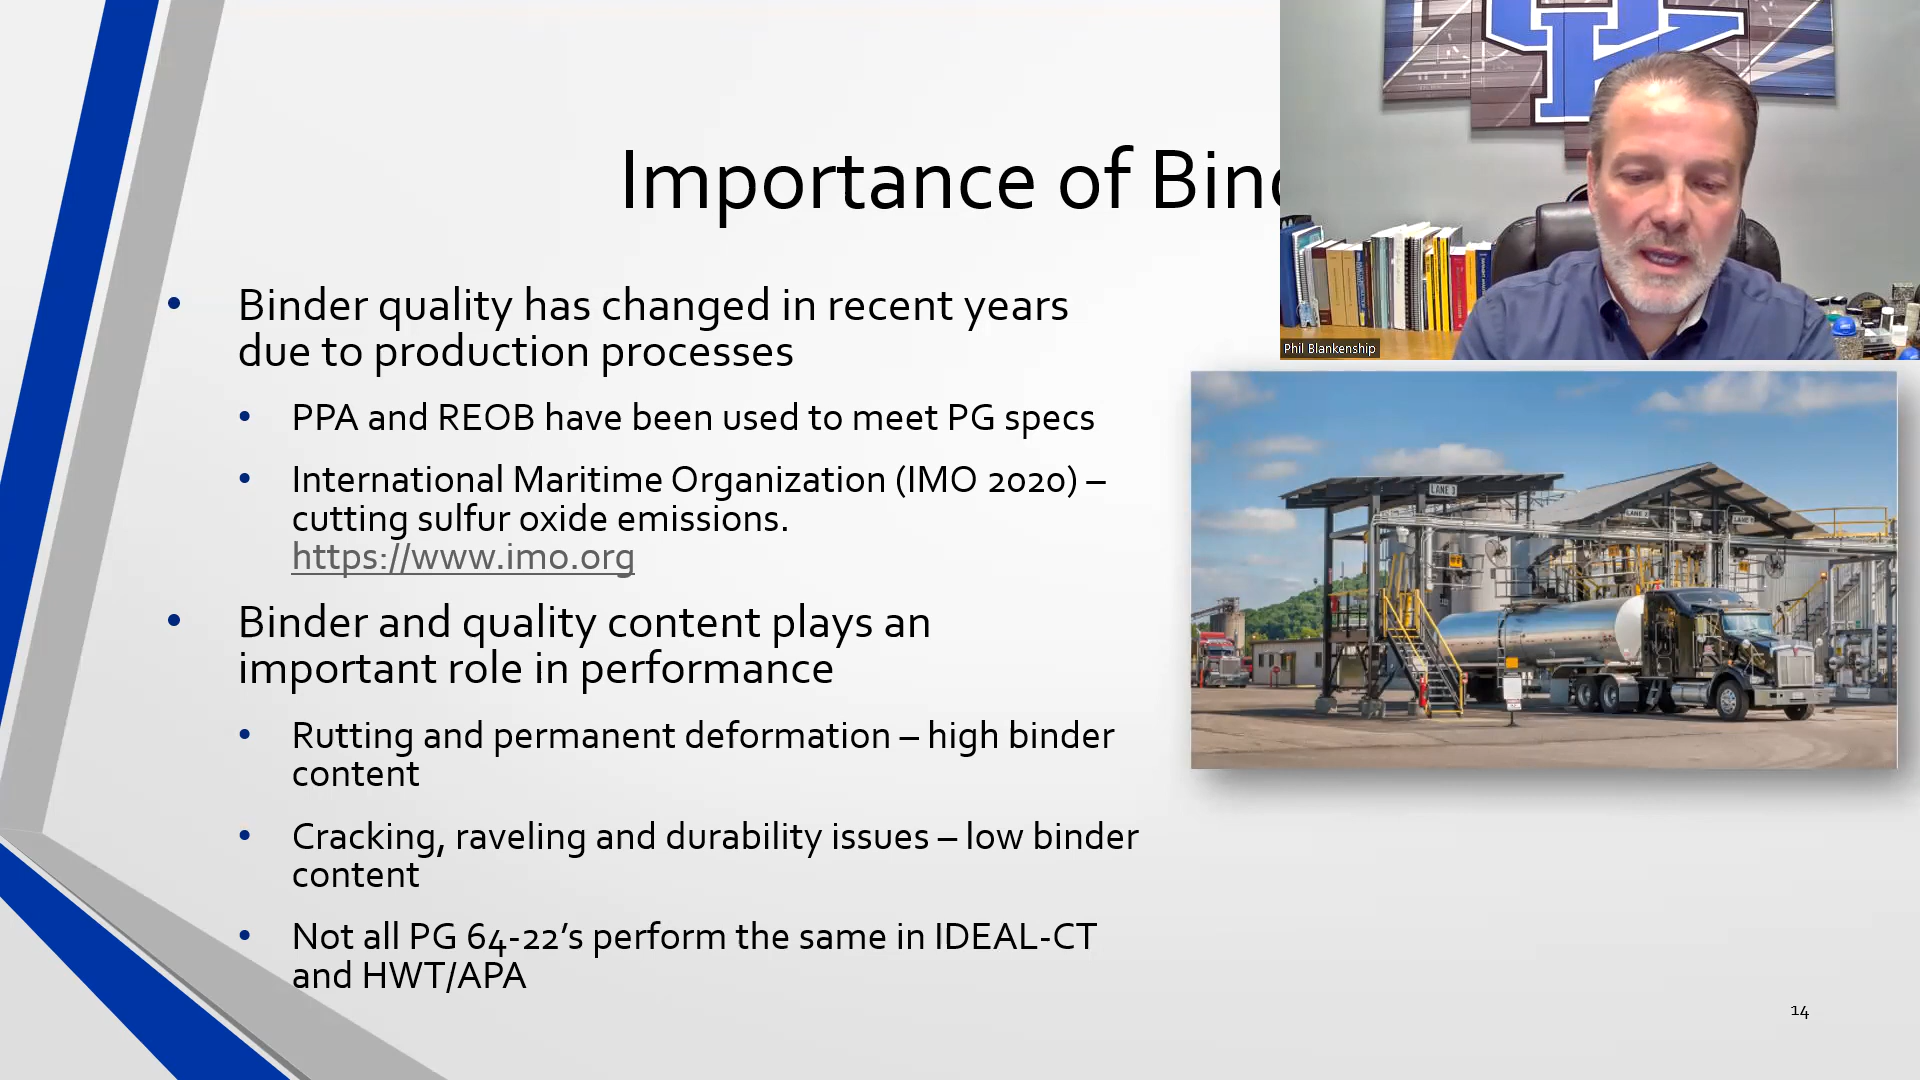 Importance of
Phil Blankenship
Binder quality has changed in recent years
due to production processes
PPA and REOB have been used to meet PG specs
International Maritime Organization (IMO 2020) –
cutting sulfur oxide emissions.
https://www.imo.org
Binder and quality content plays an
important role in performance
Rutting and permanent deformation – high binder
content
Cracking, raveling and durability issues – low binder
content
Not all PG 64-22’s perform the same in IDEAL-CT
and HWT/APA
LANE 3
LANE 2
14